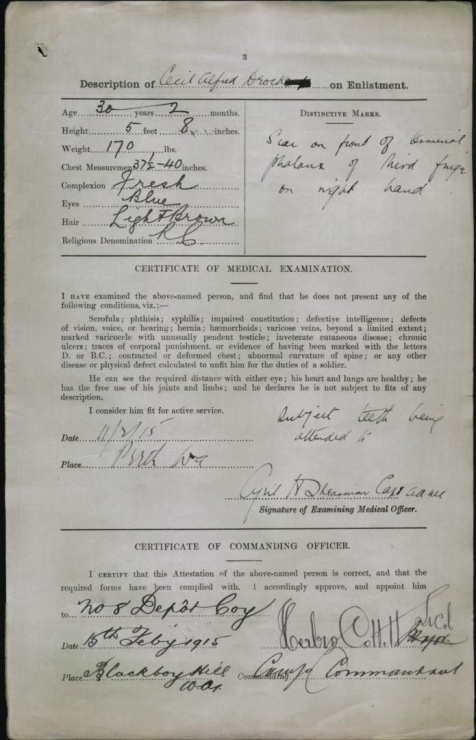 3
Description of Cecil Alfred on Enlistment.
Age 30 years 2 months.
Height 5 feet 8 inches.
Weight 170 lbs.
Chest Measurement 37½-40 inches.
Complexion Fresh
Eyes Blue
Hair Light Brown
Religious Denomination RC
DISTINCTIVE MARKS.
Scar on front of terminal
phalanx of third finger
on right hand
CERTIFICATE OF MEDICAL EXAMINATION.
I HAVE examined the above-named person, and find that he does not present any of the
following conditions, viz.:—
Scrofula; phthisis; syphilis; impaired constitution; defective intelligence; defects
of vision, voice, or hearing; hernia; hæmorrhoids; varicose veins, beyond a limited extent;
marked varicocele with unusually pendent testicle; inveterate cutaneous disease; chronic
ulcers; traces of corporal punishment, or evidence of having been marked with the letters
D. or B.C.; contracted or deformed chest; abnormal curvature of spine; or any other
disease or physical defect calculated to unfit him for the duties of a soldier.
He can see the required distance with either eye; his heart and lungs are healthy; he
has the free use of his joints and limbs; and he declares he is not subject to fits of any
description.
I consider him fit for active service.
Subject teeth being
attended to
Date 11/2/15
Place Perth WA
Cyril H Shearman Capt AAMC
Signature of Examining Medical Officer.
CERTIFICATE OF COMMANDING OFFICER.
I CERTIFY that this Attestation of the above-named person is correct, and that the
required forms have been complied with. I accordingly approve, and appoint him
to No 8 Depôt Coy
Date 15th Feby 1915
Place Blackboy Hill
W.A.
Commanding Camp Commandant